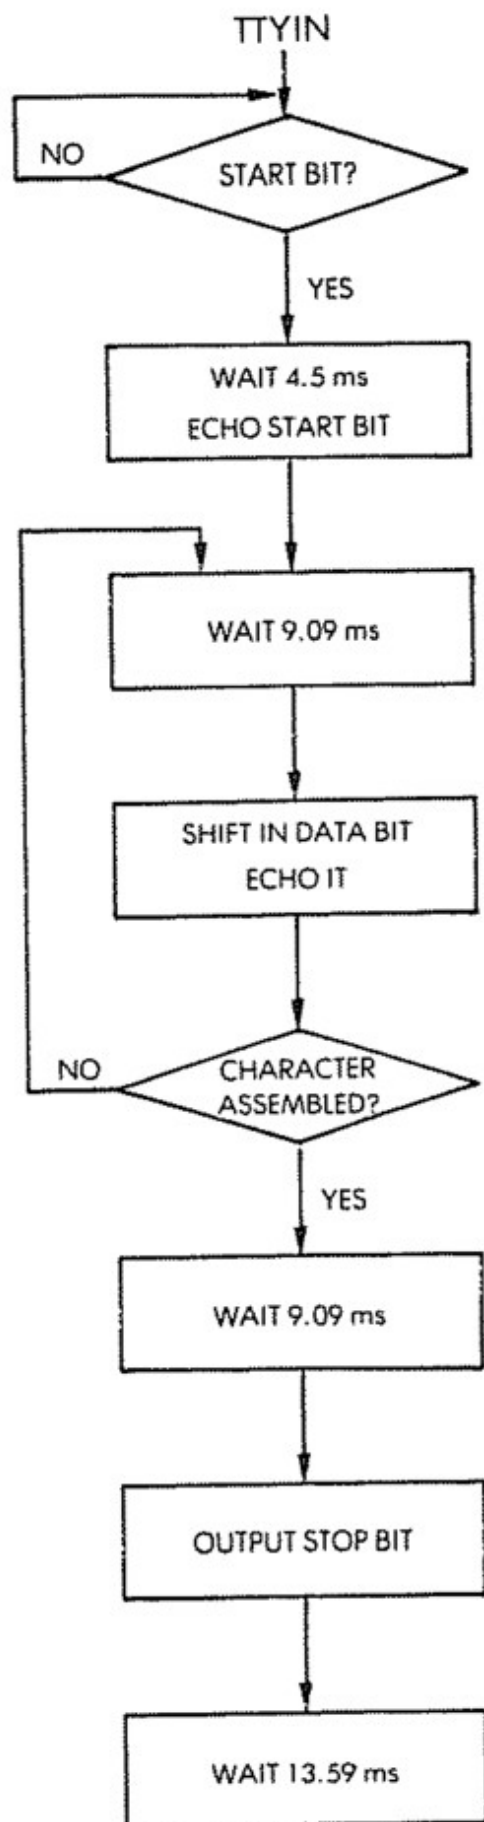 TTYIN
START BIT?
NO
YES
WAIT 4.5 ms
ECHO START BIT
WAIT 9.09 ms
SHIFT IN DATA BIT
ECHO IT
CHARACTER
ASSEMBLED?
NO
YES
WAIT 9.09 ms
OUTPUT STOP BIT
WAIT 13.59 ms